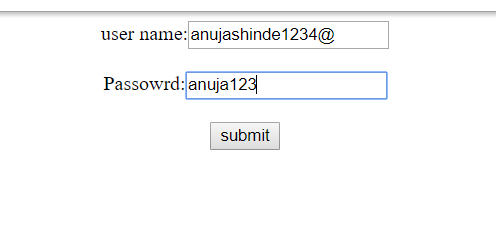 user name: anujashinde1234@
Passowrd: anuja123
submit